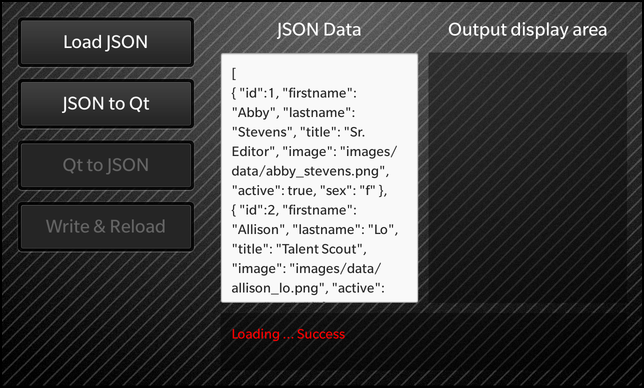 Load JSON
JSON to Qt
Qt to JSON
Write & Reload
JSON Data
[
{ "id":1, "firstname":
"Abby", "lastname":
"Stevens", "title": "Sr.
Editor", "image": "images/
data/abby_stevens.png",
"active": true, "sex": "f" },
{ "id":2, "firstname":
"Allison", "lastname": "Lo",
"title": "Talent Scout",
"image": "images/data/
allison_lo.png", "active":
Output display area
Loading ... Success